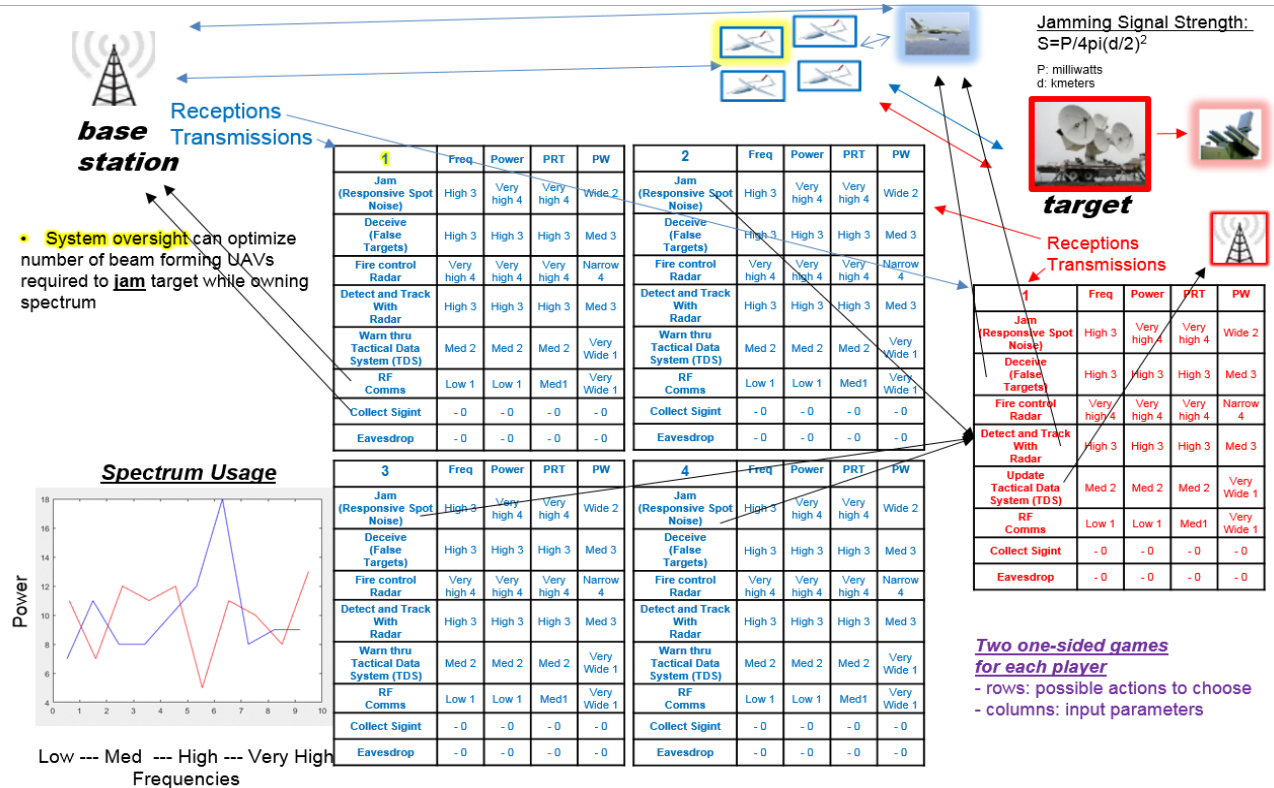 Jamming Signal Strength:
S=P/4pi(d/2)2
P: milliwatts
d: kmeters
base
station
Receptions
Transmissions
target
• System oversight can optimize
number of beam forming UAVs
required to jam target while owning
spectrum
Receptions
Transmissions
1 Freq Power PRT PW
Jam
(Responsive Spot
Noise) High 3 Very
high 4 Very
high 4 Wide 2
Deceive
(False
Targets) High 3 High 3 High 3 Med 3
Fire control
Radar Very
high 4 Very
high 4 Very
high 4 Narrow
4
Detect and Track
With
Radar High 3 High 3 High 3 Med 3
Warn thru
Tactical Data
System (TDS) Med 2 Med 2 Med 2 Very
Wide 1
RF
Comms Low 1 Low 1 Med1 Very
Wide 1
Collect Sigint - 0 - 0 - 0 - 0
Eavesdrop - 0 - 0 - 0 - 0
2 Freq Power PRT PW
Jam
(Responsive Spot
Noise) High 3 Very
high 4 Very
high 4 Wide 2
Deceive
(False
Targets) High 3 High 3 High 3 Med 3
Fire control
Radar Very
high 4 Very
high 4 Very
high 4 Narrow
4
Detect and Track
With
Radar High 3 High 3 High 3 Med 3
Warn thru
Tactical Data
System (TDS) Med 2 Med 2 Med 2 Very
Wide 1
RF
Comms Low 1 Low 1 Med1 Very
Wide 1
Collect Sigint - 0 - 0 - 0 - 0
Eavesdrop - 0 - 0 - 0 - 0
1 Freq Power PRT PW
Jam
(Responsive Spot
Noise) High 3 Very
high 4 Very
high 4 Wide 2
Deceive
(False
Targets) High 3 High 3 High 3 Med 3
Fire control
Radar Very
high 4 Very
high 4 Very
high 4 Narrow
4
Detect and Track
With
Radar High 3 High 3 High 3 Med 3
Update
Tactical Data
System (TDS) Med 2 Med 2 Med 2 Very
Wide 1
RF
Comms Low 1 Low 1 Med1 Very
Wide 1
Collect Sigint - 0 - 0 - 0 - 0
Eavesdrop - 0 - 0 - 0 - 0
Spectrum Usage
Power
18
16
14
12
10
8
6
4
0 1 2 3 4 5 6 7 8 9 10
Low --- Med --- High --- Very High
Frequencies
3 Freq Power PRT PW
Jam
(Responsive Spot
Noise) High 3 Very
high 4 Very
high 4 Wide 2
Deceive
(False
Targets) High 3 High 3 High 3 Med 3
Fire control
Radar Very
high 4 Very
high 4 Very
high 4 Narrow
4
Detect and Track
With
Radar High 3 High 3 High 3 Med 3
Warn thru
Tactical Data
System (TDS) Med 2 Med 2 Med 2 Very
Wide 1
RF
Comms Low 1 Low 1 Med1 Very
Wide 1
Collect Sigint - 0 - 0 - 0 - 0
Eavesdrop - 0 - 0 - 0 - 0
4 Freq Power PRT PW
Jam
(Responsive Spot
Noise) High 3 Very
high 4 Very
high 4 Wide 2
Deceive
(False
Targets) High 3 High 3 High 3 Med 3
Fire control
Radar Very
high 4 Very
high 4 Very
high 4 Narrow
4
Detect and Track
With
Radar High 3 High 3 High 3 Med 3
Warn thru
Tactical Data
System (TDS) Med 2 Med 2 Med 2 Very
Wide 1
RF
Comms Low 1 Low 1 Med1 Very
Wide 1
Collect Sigint - 0 - 0 - 0 - 0
Eavesdrop - 0 - 0 - 0 - 0
Two one-sided games
for each player
- rows: possible actions to choose
- columns: input parameters